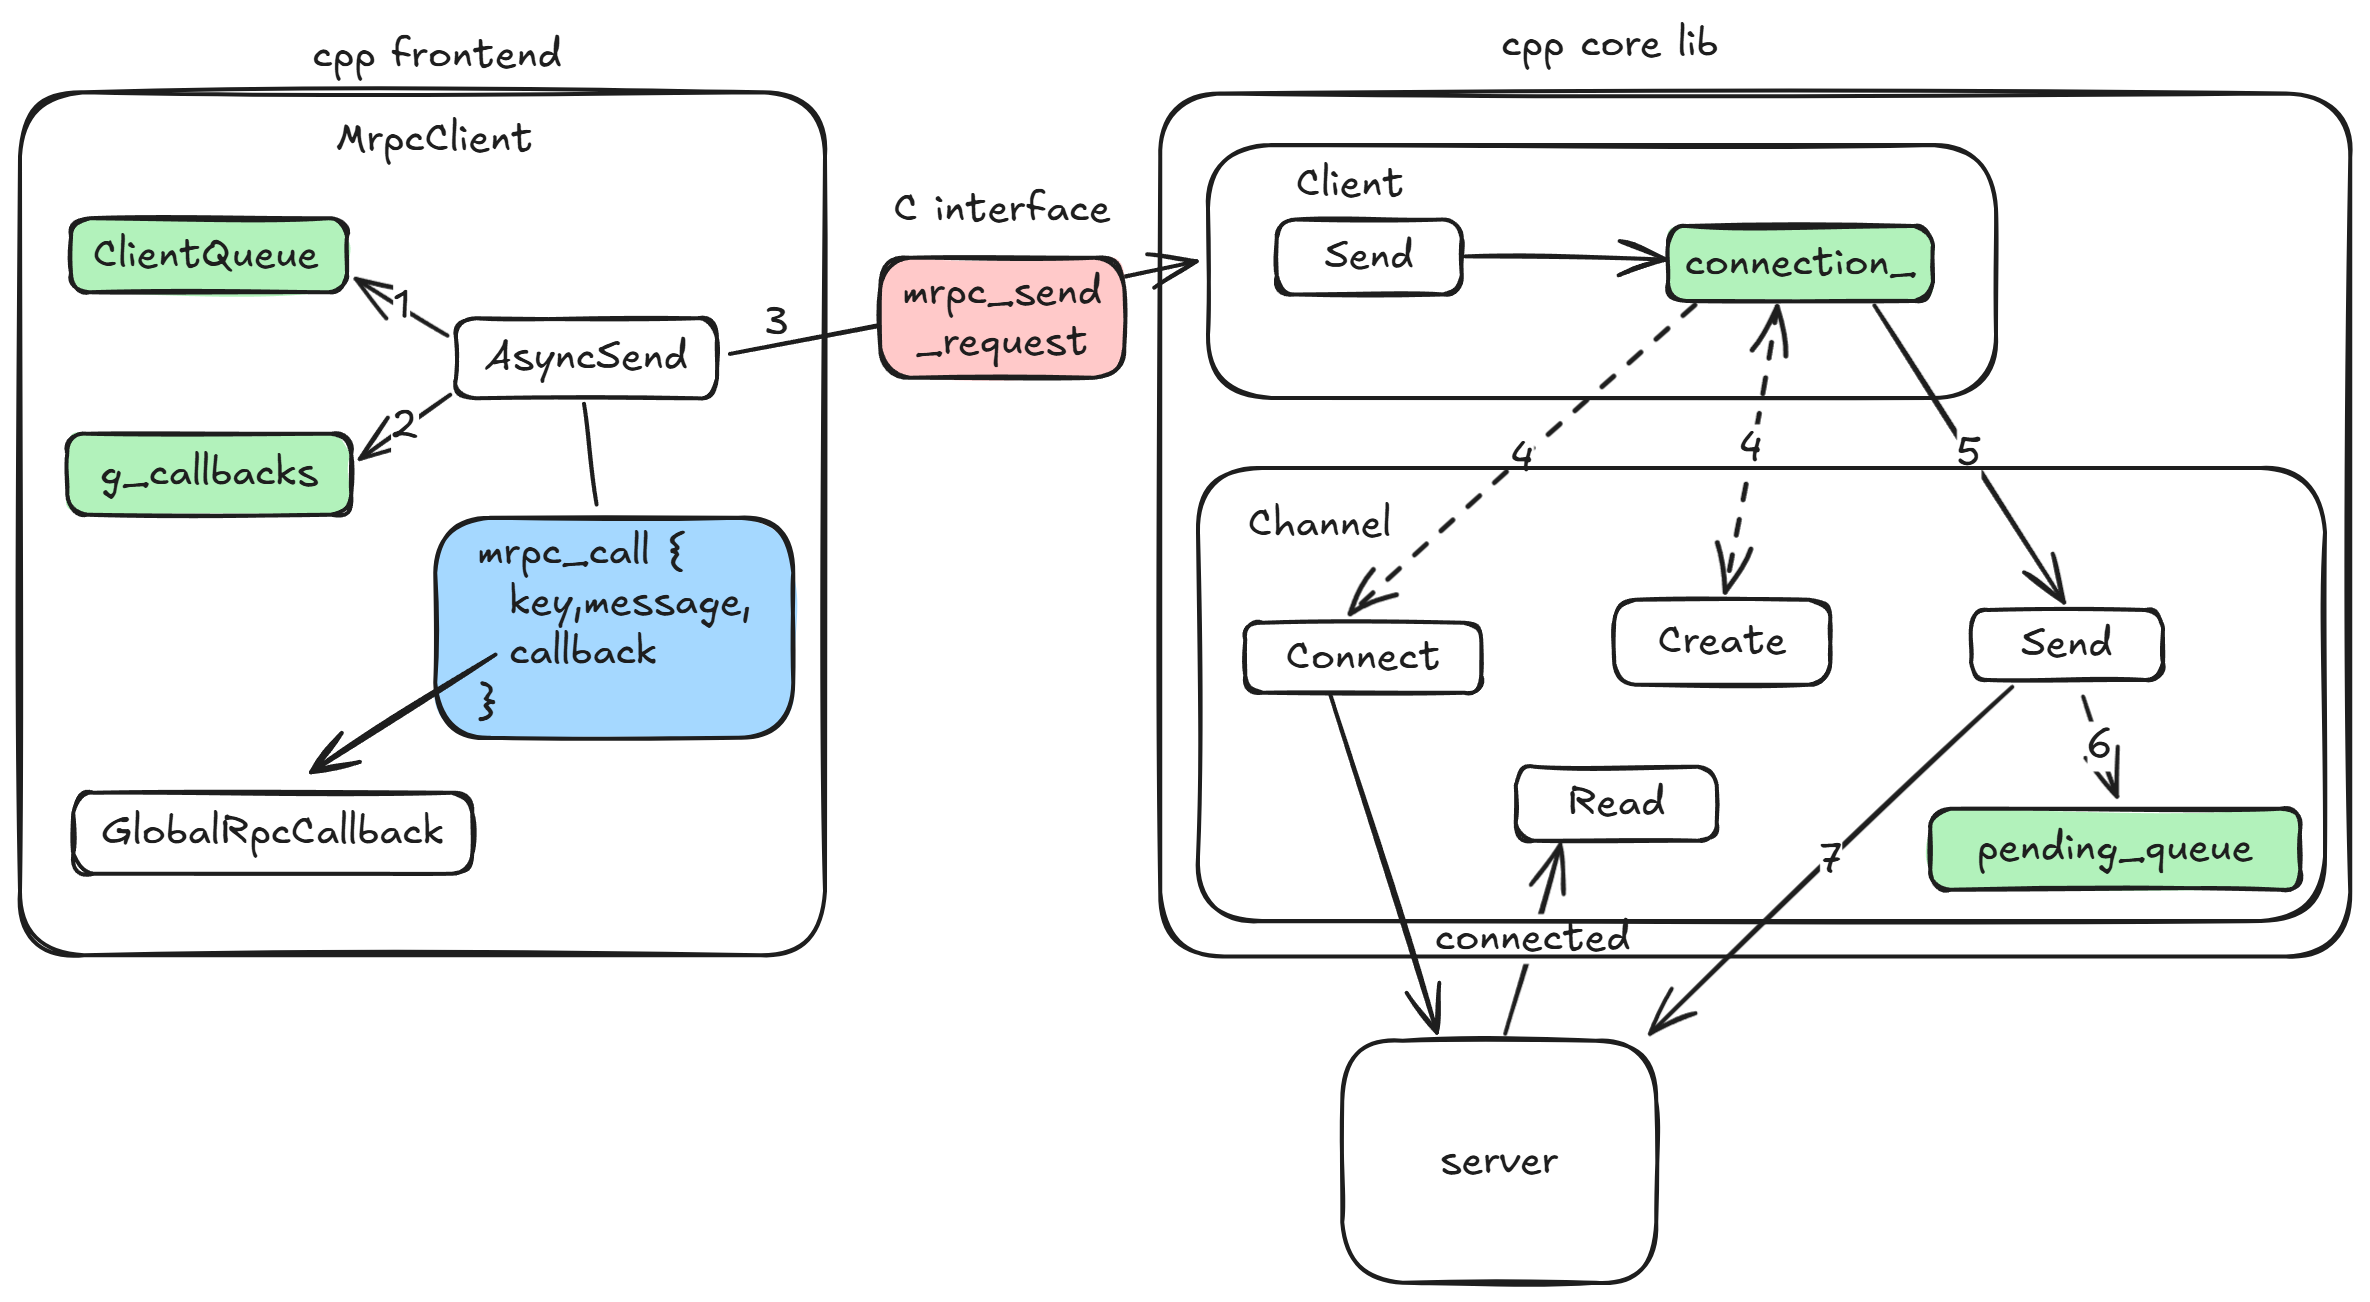 cpp frontend
MrpcClient
ClientQueue
1
AsyncSend
2
g_callbacks
mrpc_call {
key,message,
callback
}
GlobalRpcCallback
3
C interface
mrpc_send
_request
cpp core lib
Client
Send
connection_
4
4
5
Channel
Connect
Create
Send
6
Read
pending_queue
7
connected
server